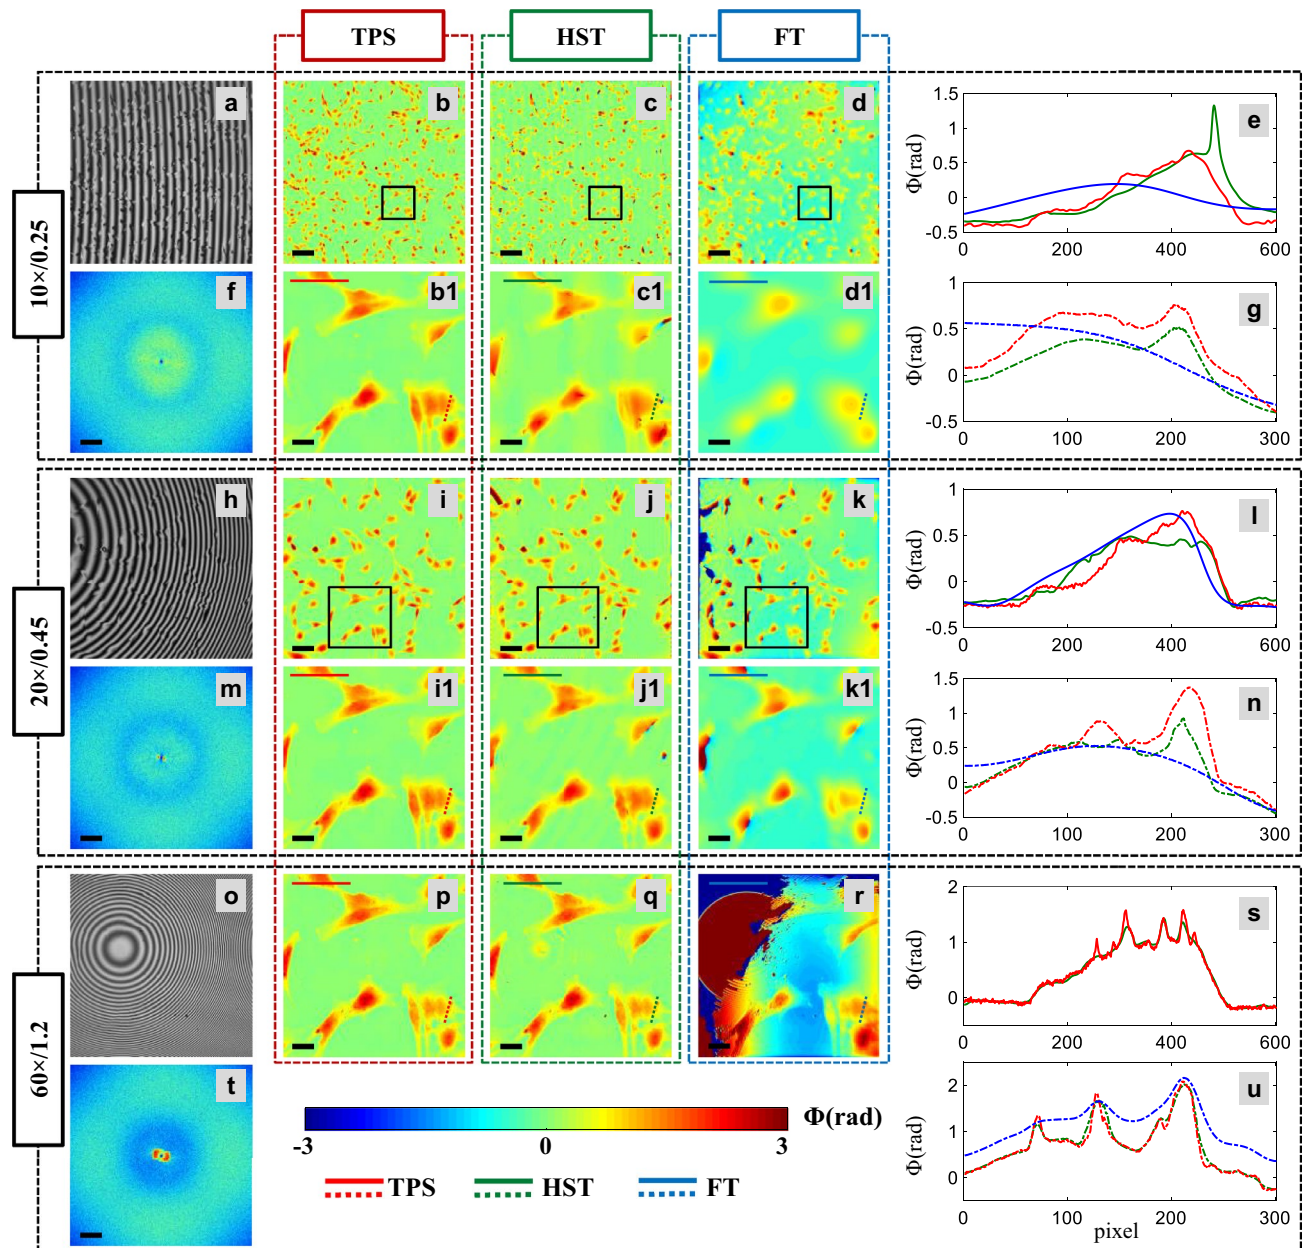 TPS HST FT
10×/0.25
a b c d e
Φ(rad)
1.5
1
0.5
0
-0.5
0 200 400 600
f b1 c1 d1 g
Φ(rad)
1
0.5
0
-0.5
0 100 200 300
20×/0.45
h i j k l
Φ(rad)
1
0.5
0
-0.5
0 200 400 600
m i1 j1 k1 n
Φ(rad)
1.5
1
0.5
0
-0.5
0 100 200 300
60×/1.2
o p q r s
Φ(rad)
2
1
0
0 200 400 600
t u
Φ(rad)
2
1
0
0 100 200 300
pixel
Φ(rad)
-3 0 3
TPS HST FT